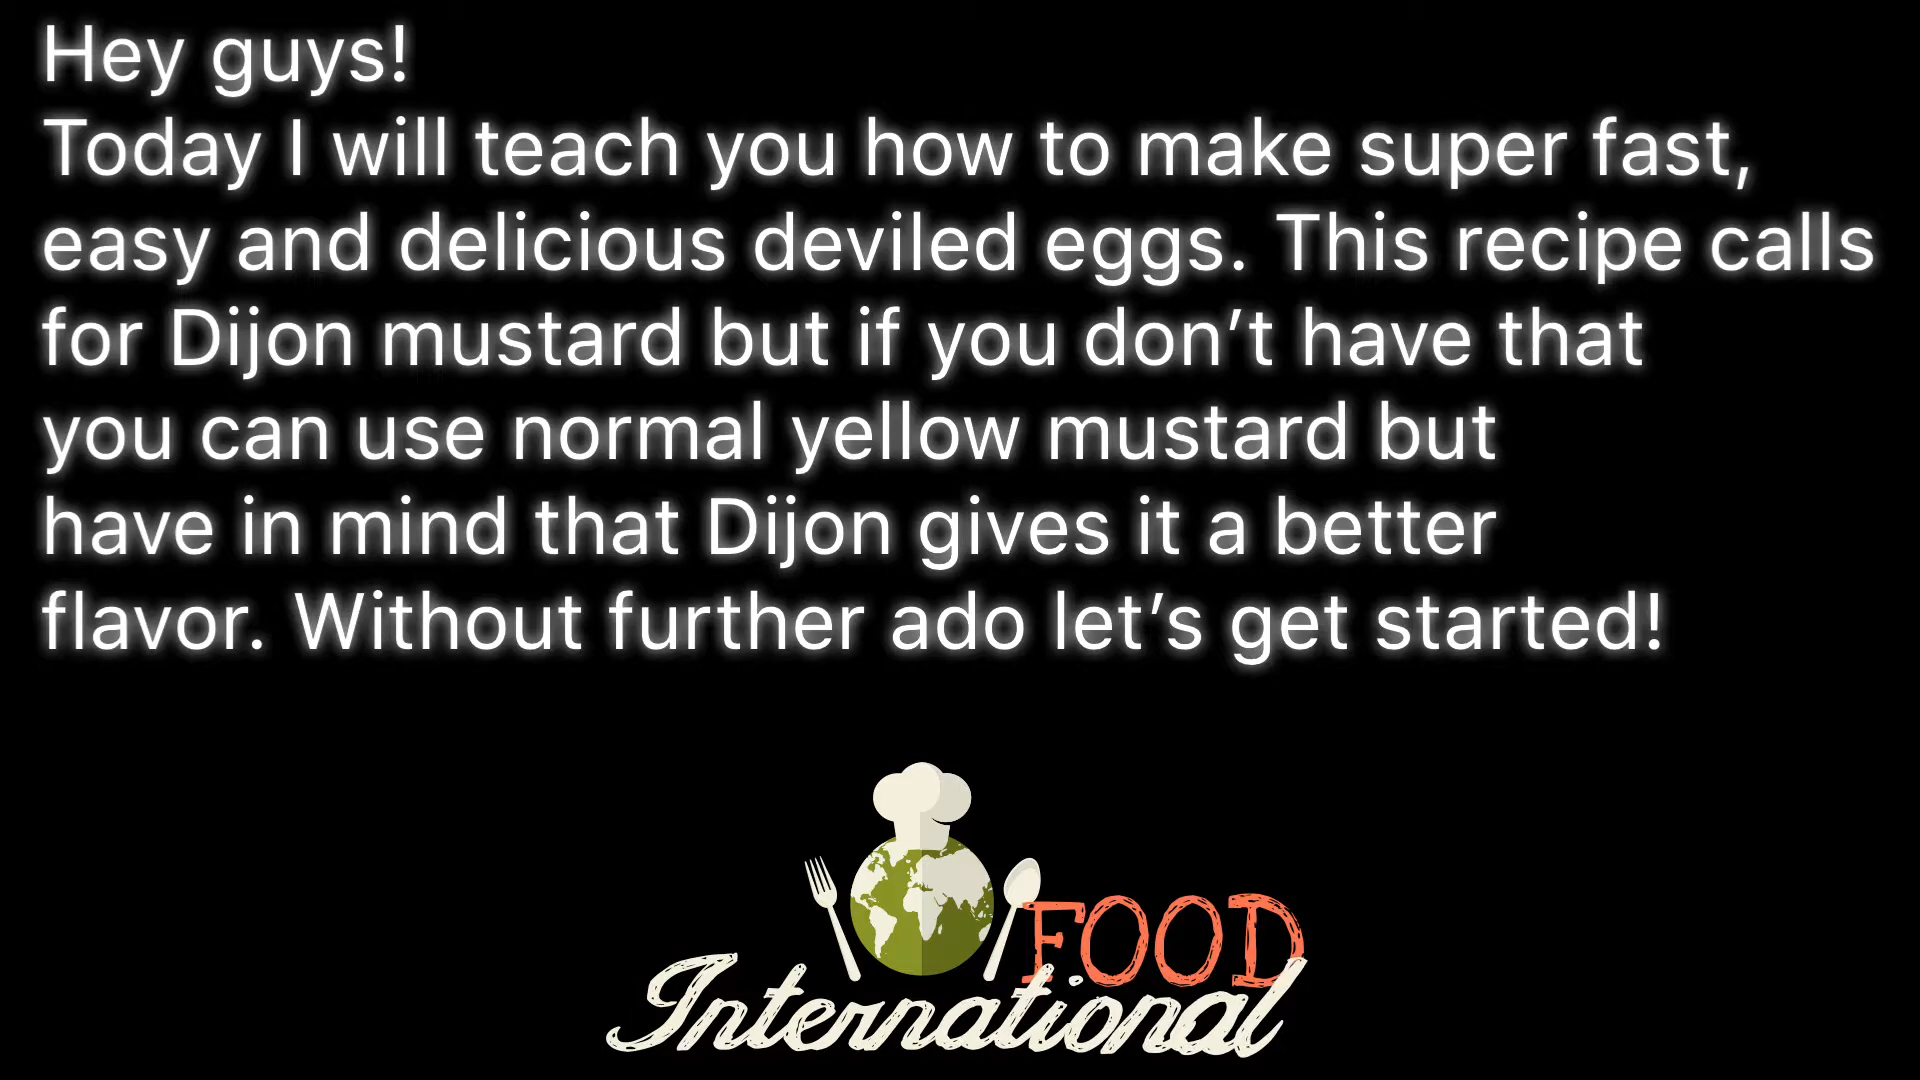 Hey guys!
Today I will teach you how to make super fast,
easy and delicious deviled eggs. This recipe calls
for Dijon mustard but if you don’t have that
you can use normal yellow mustard but
have in mind that Dijon gives it a better
flavor. Without further ado let’s get started!
FOOD
International